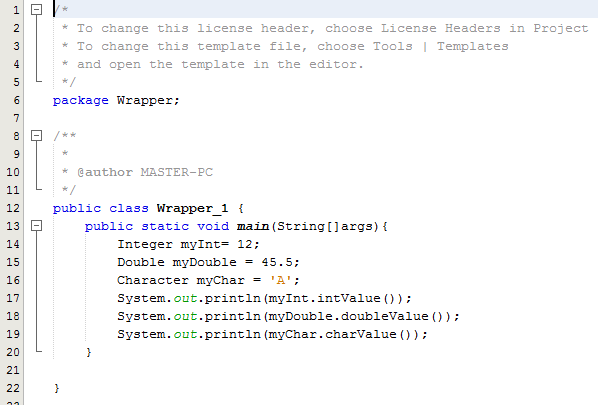 1 /*
2 * To change this license header, choose License Headers in Project
3 * To change this template file, choose Tools | Templates
4 * and open the template in the editor.
5 */
6 package Wrapper;
7
8 /**
9 *
10 * @author MASTER-PC
11 */
12 public class Wrapper_1 {
13 public static void main(String[]args){
14 Integer myInt= 12;
15 Double myDouble = 45.5;
16 Character myChar = 'A';
17 System.out.println(myInt.intValue());
18 System.out.println(myDouble.doubleValue());
19 System.out.println(myChar.charValue());
20 }
21
22 }